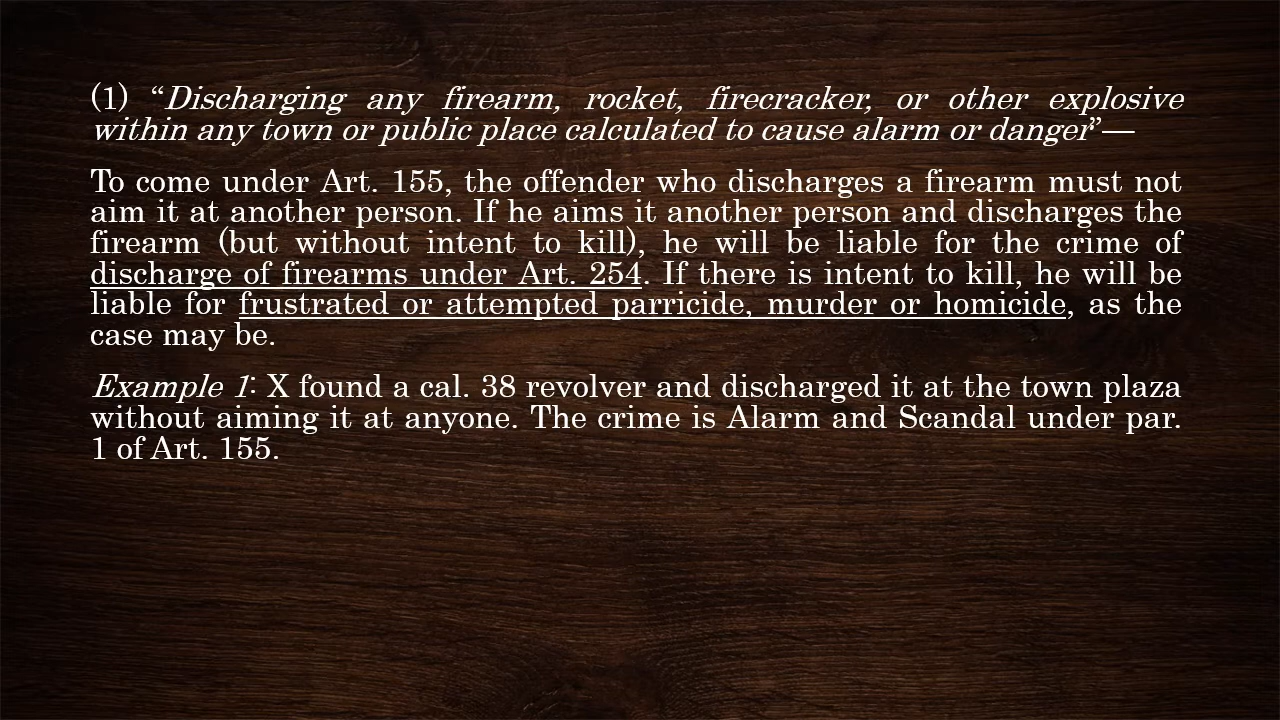 (1) “Discharging any firearm, rocket, firecracker, or other explosive
within any town or public place calculated to cause alarm or danger”—
To come under Art. 155, the offender who discharges a firearm must not
aim it at another person. If he aims it another person and discharges the
firearm (but without intent to kill), he will be liable for the crime of
discharge of firearms under Art. 254. If there is intent to kill, he will be
liable for frustrated or attempted parricide, murder or homicide, as the
case may be.
Example 1: X found a cal. 38 revolver and discharged it at the town plaza
without aiming it at anyone. The crime is Alarm and Scandal under par.
1 of Art. 155.